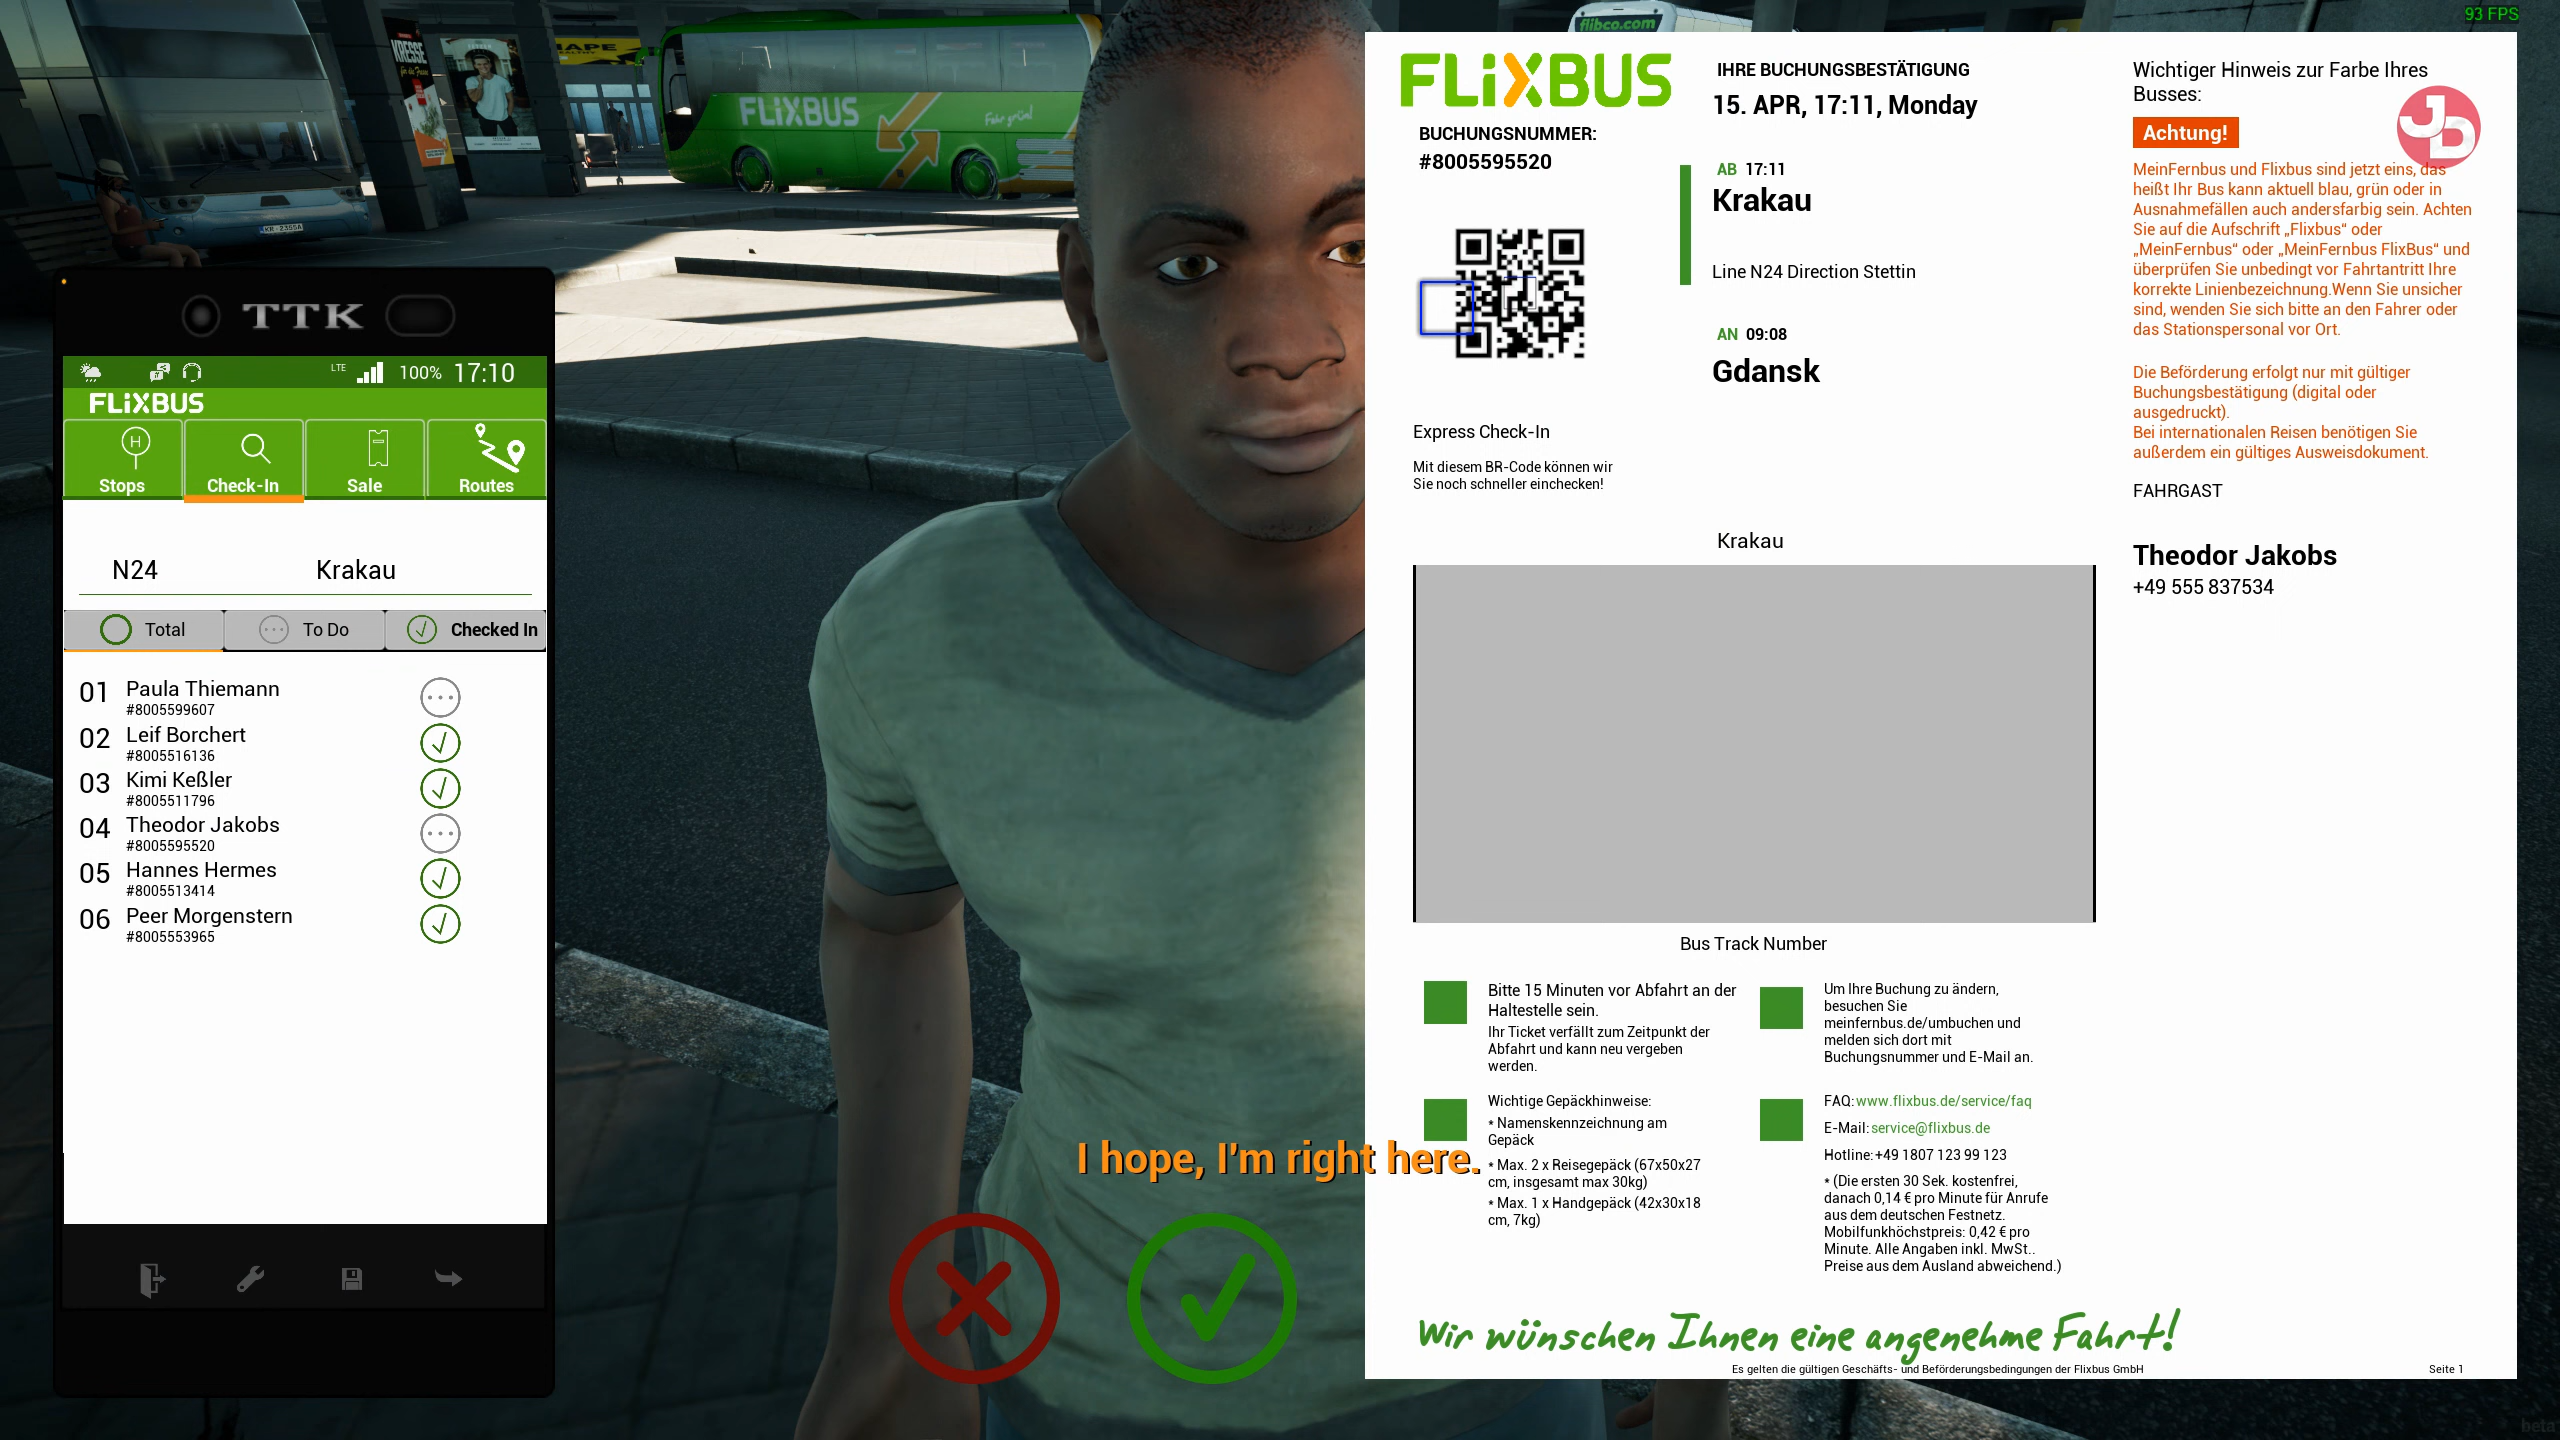 93 FPS
flibco.com
KRESSE
FLiXBUS
Fahr grün!
KR-2355A
TTK
LTE 100% 17:10
FLiXBUS
H
Stops Check-In Sale Routes
N24 Krakau
Total To Do Checked In
01 Paula Thiemann
#8005599607
02 Leif Borchert
#8005516136
03 Kimi Keßler
#8005511796
04 Theodor Jakobs
#8005595520
05 Hannes Hermes
#8005513414
06 Peer Morgenstern
#8005553965
I hope, I'm right here.
FLiXBUS
BUCHUNGSNUMMER:
#8005595520
Express Check-In
Mit diesem BR-Code können wir
Sie noch schneller einchecken!
IHRE BUCHUNGSBESTÄTIGUNG
15. APR, 17:11, Monday
AB 17:11
Krakau
Line N24 Direction Stettin
AN 09:08
Gdansk
Krakau
Bus Track Number
Bitte 15 Minuten vor Abfahrt an der
Haltestelle sein.
Ihr Ticket verfällt zum Zeitpunkt der
Abfahrt und kann neu vergeben
werden.
Wichtige Gepäckhinweise:
* Namenskennzeichnung am
Gepäck
* Max. 2 x Reisegepäck (67x50x27
cm, insgesamt max 30kg)
* Max. 1 x Handgepäck (42x30x18
cm, 7kg)
Um Ihre Buchung zu ändern,
besuchen Sie
meinfernbus.de/umbuchen und
melden sich dort mit
Buchungsnummer und E-Mail an.
FAQ: www.flixbus.de/service/faq
E-Mail: service@flixbus.de
Hotline: +49 1807 123 99 123
* (Die ersten 30 Sek. kostenfrei,
danach 0,14 € pro Minute für Anrufe
aus dem deutschen Festnetz.
Mobilfunkhöchstpreis: 0,42 € pro
Minute. Alle Angaben inkl. MwSt..
Preise aus dem Ausland abweichend.)
Wichtiger Hinweis zur Farbe Ihres
Busses:
JD
Achtung!
MeinFernbus und Flixbus sind jetzt eins, das
heißt Ihr Bus kann aktuell blau, grün oder in
Ausnahmefällen auch andersfarbig sein. Achten
Sie auf die Aufschrift „Flixbus“ oder
„MeinFernbus“ oder „MeinFernbus FlixBus“ und
überprüfen Sie unbedingt vor Fahrtantritt Ihre
korrekte Linienbezeichnung.Wenn Sie unsicher
sind, wenden Sie sich bitte an den Fahrer oder
das Stationspersonal vor Ort.
Die Beförderung erfolgt nur mit gültiger
Buchungsbestätigung (digital oder
ausgedruckt).
Bei internationalen Reisen benötigen Sie
außerdem ein gültiges Ausweisdokument.
FAHRGAST
Theodor Jakobs
+49 555 837534
Wir wünschen Ihnen eine angenehme Fahrt!
Es gelten die gültigen Geschäfts- und Beförderungsbedingungen der Flixbus GmbH
Seite 1
beta